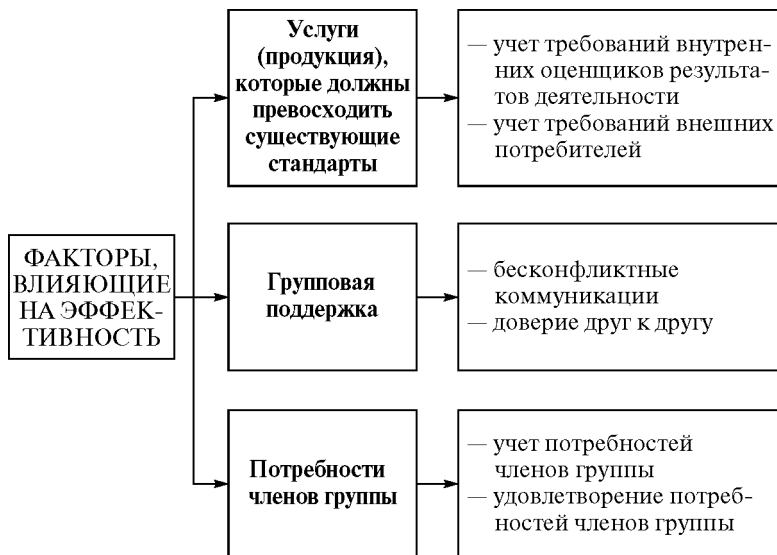 ФАКТОРЫ,
ВЛИЯЮЩИЕ
НА ЭФФЕК-
ТИВНОСТЬ
Услуги
(продукция),
которые должны
превосходить
существующие
стандарты
— учет требований внутрен-
них оценщиков результа-
тов деятельности
— учет требований внешних
потребителей
Групповая
поддержка
— бесконфликтные
коммуникации
— доверие друг к другу
Потребности
членов группы
— учет потребностей
членов группы
— удовлетворение потреб-
ностей членов группы